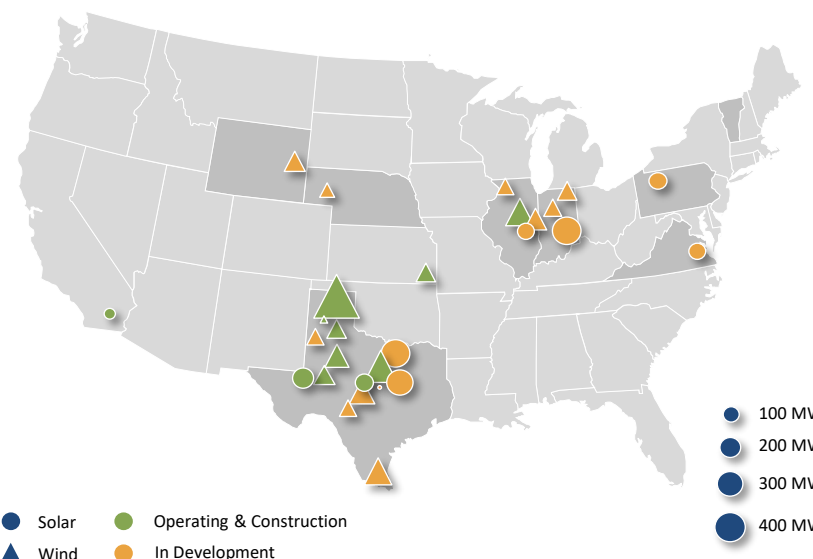 100 MW
200 MW
300 MW
400 MW
Solar
Operating & Construction
Wind
In Development